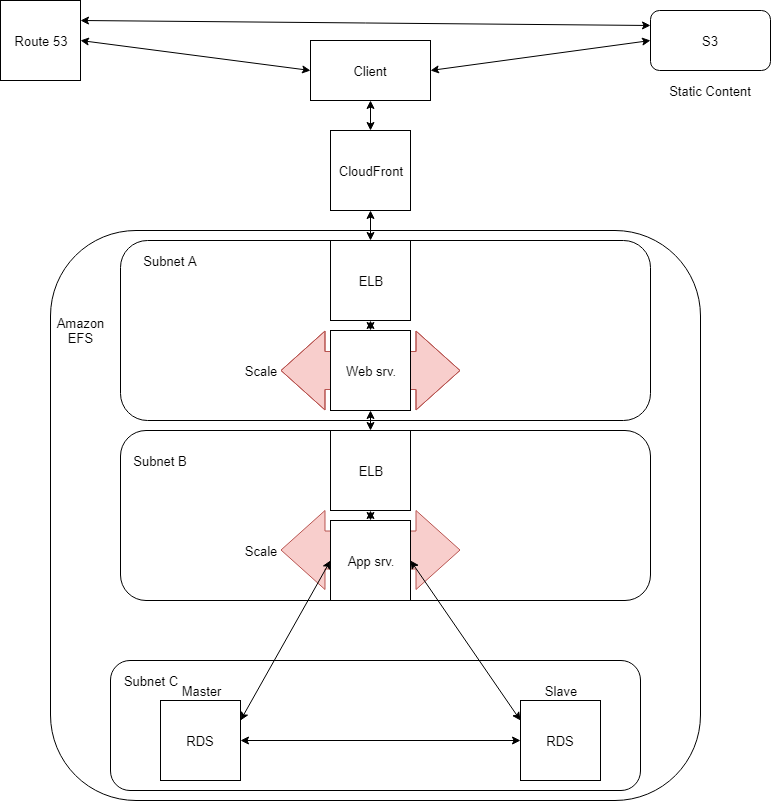 Route 53
S3
Client
Static Content
CloudFront
Subnet A
ELB
Amazon
EFS
Scale
Web srv.
Subnet B
ELB
Scale
App srv.
Subnet C
Master
Slave
RDS
RDS